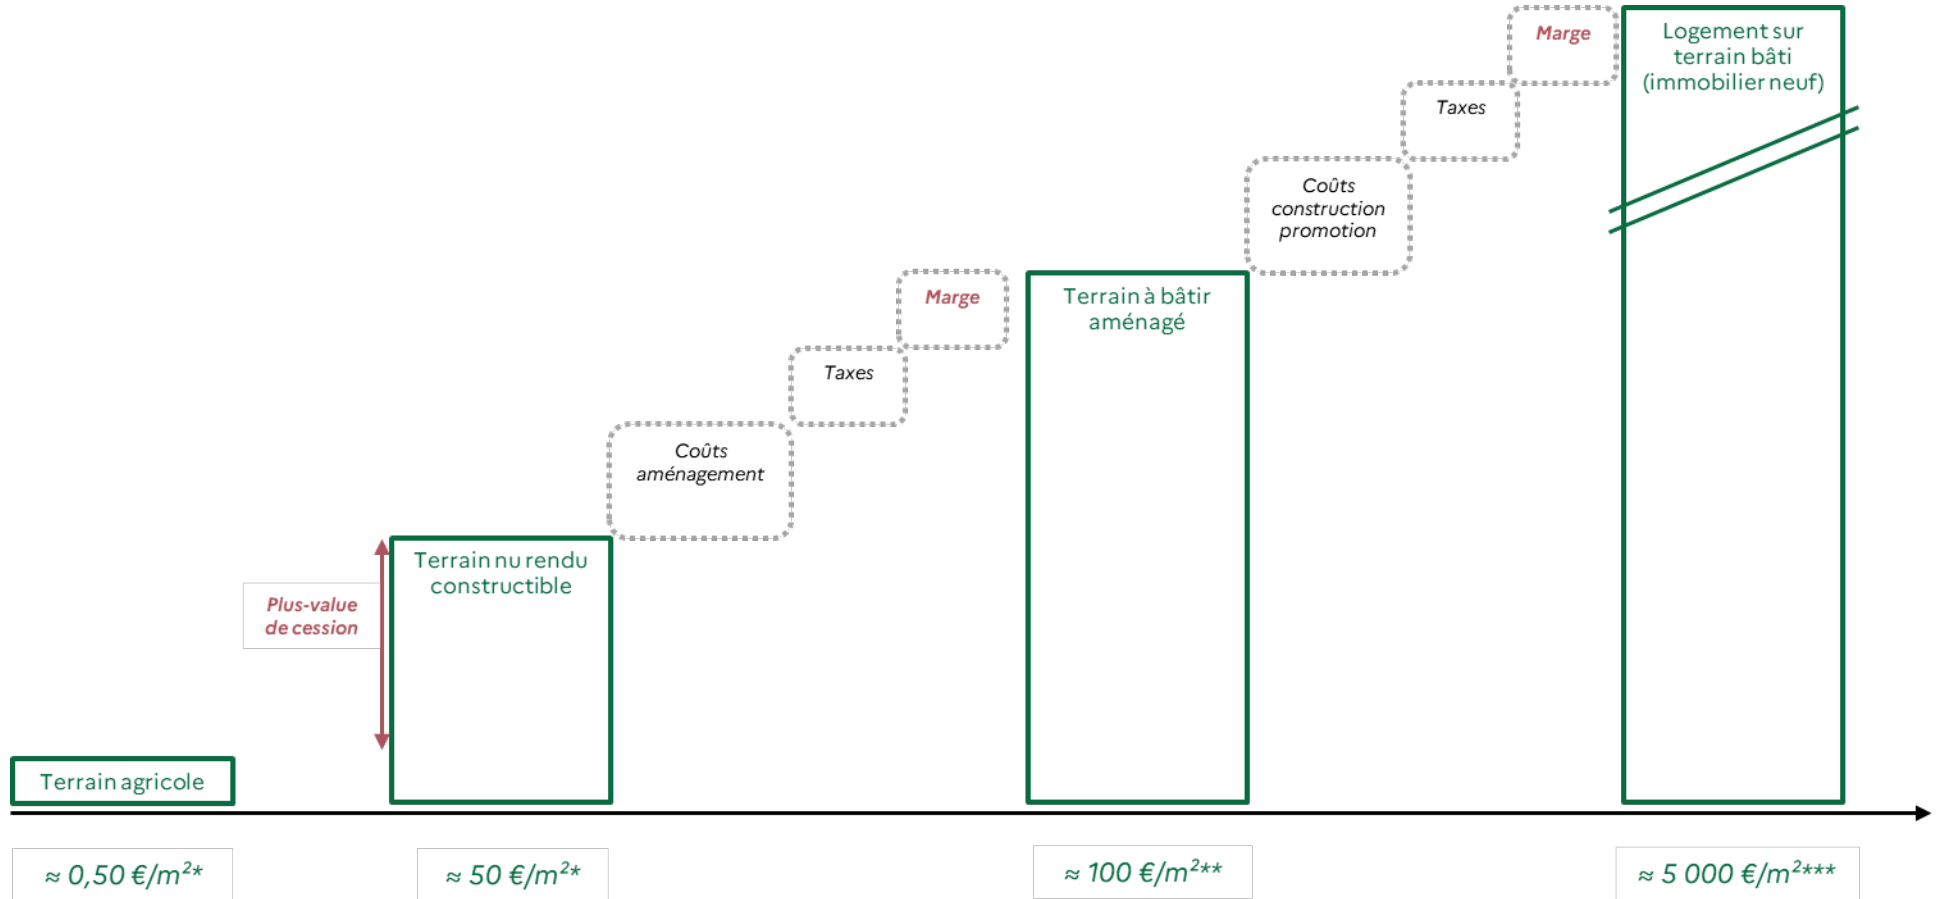 Marge
Logement sur
terrain bâti
(immobilier neuf)
Taxes
Coûts
construction
promotion
Marge
Terrain à bâtir
aménagé
Taxes
Coûts
aménagement
Terrain nu rendu
constructible
Plus-value
de cession
Terrain agricole
≈ 0,50 €/m²*
≈ 50 €/m²*
≈ 100 €/m²**
≈ 5 000 €/m²***